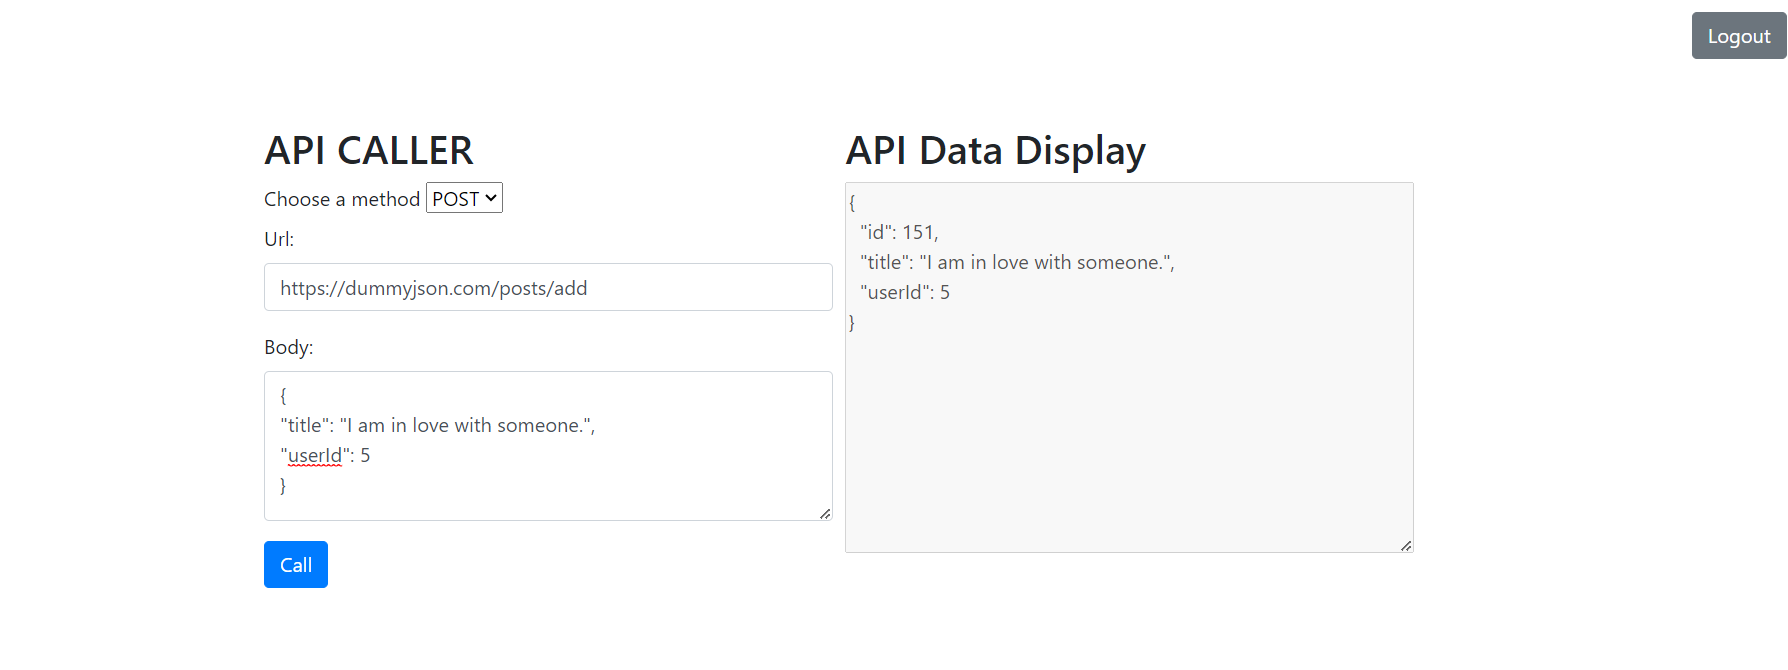 Logout
API CALLER
Choose a method POST
Url:
https://dummyjson.com/posts/add
Body:
{
"title": "I am in love with someone.",
"userId": 5
}
Call
API Data Display
{
"id": 151,
"title": "I am in love with someone.",
"userId": 5
}